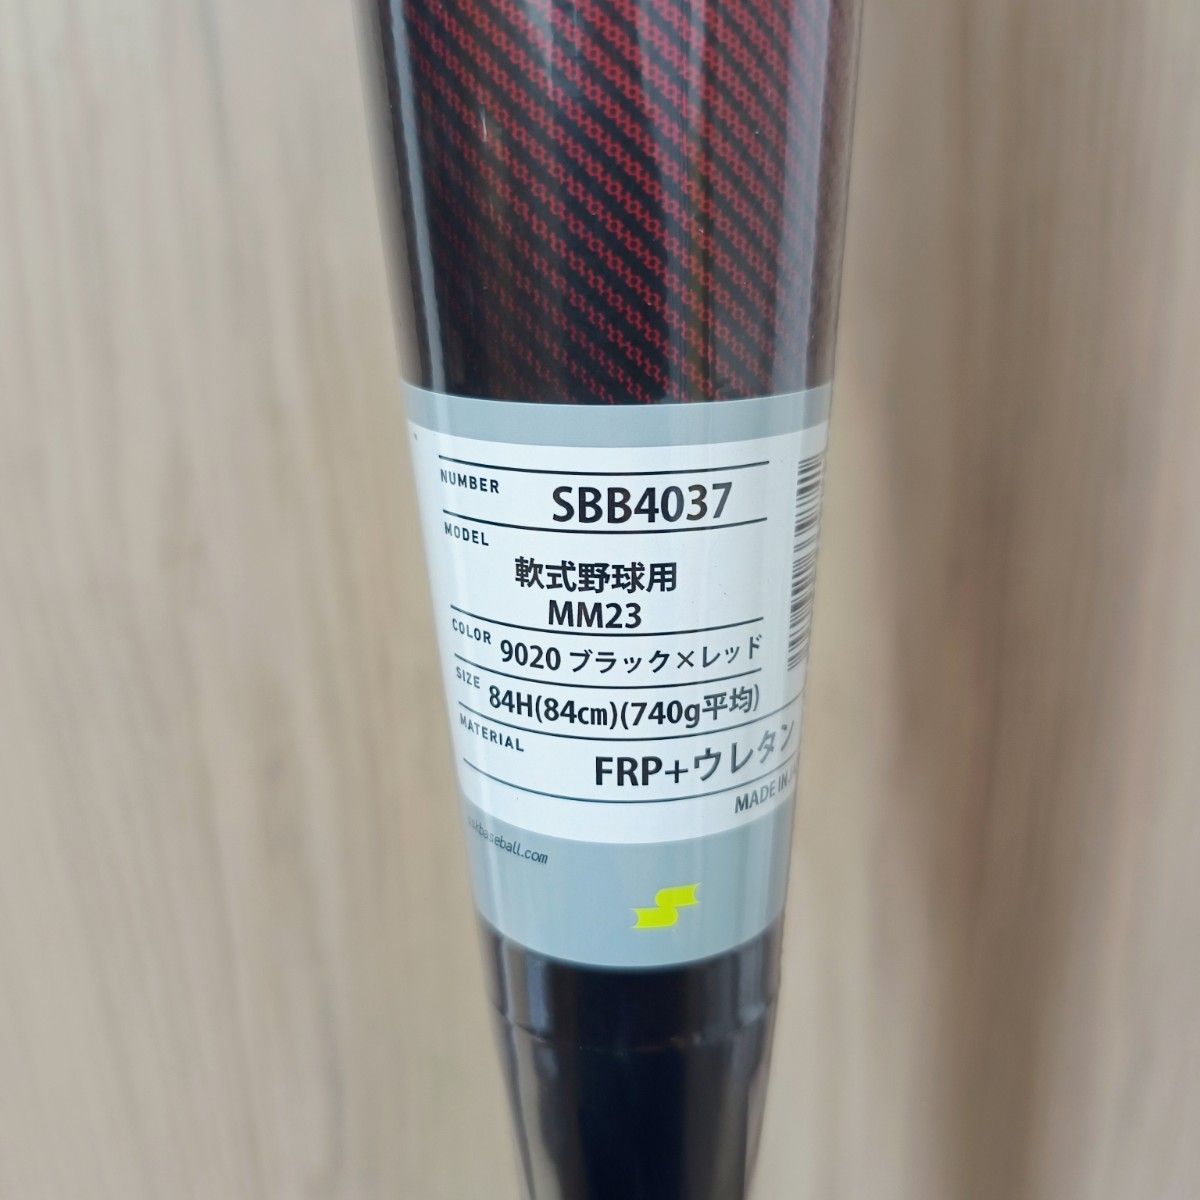 NUMBER
SBB4037
MODEL
軟式野球用
MM23
COLOR
9020 ブラック×レッド
SIZE
84H(84cm)(740g平均)
MATERIAL
FRP+ウレタン
MADE IN